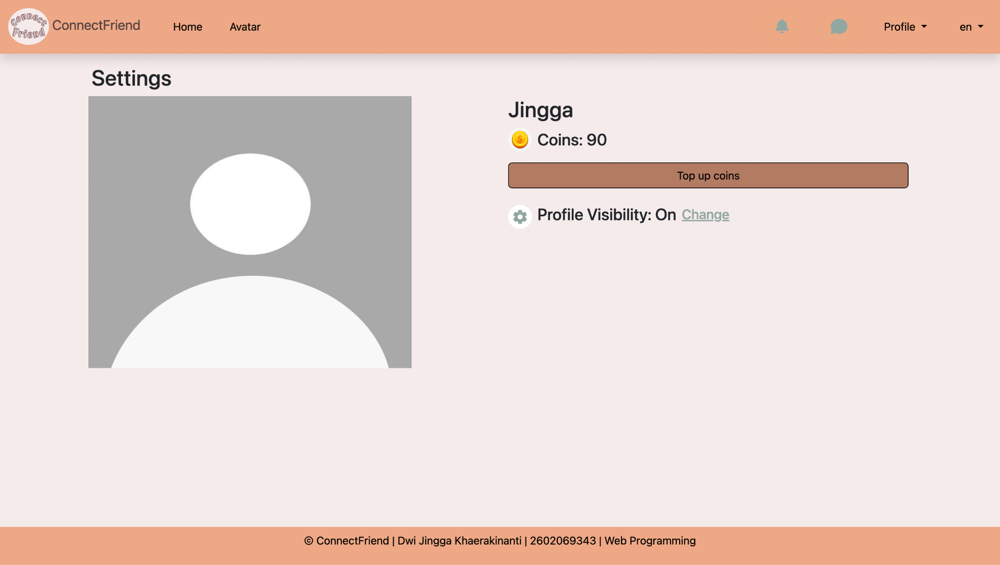 Connect
Friend
ConnectFriend
Home
Avatar
Profile
en
Settings
Jingga
$
Coins: 90
Top up coins
Profile Visibility: On Change
© ConnectFriend | Dwi Jingga Khaerakinanti | 2602069343 | Web Programming